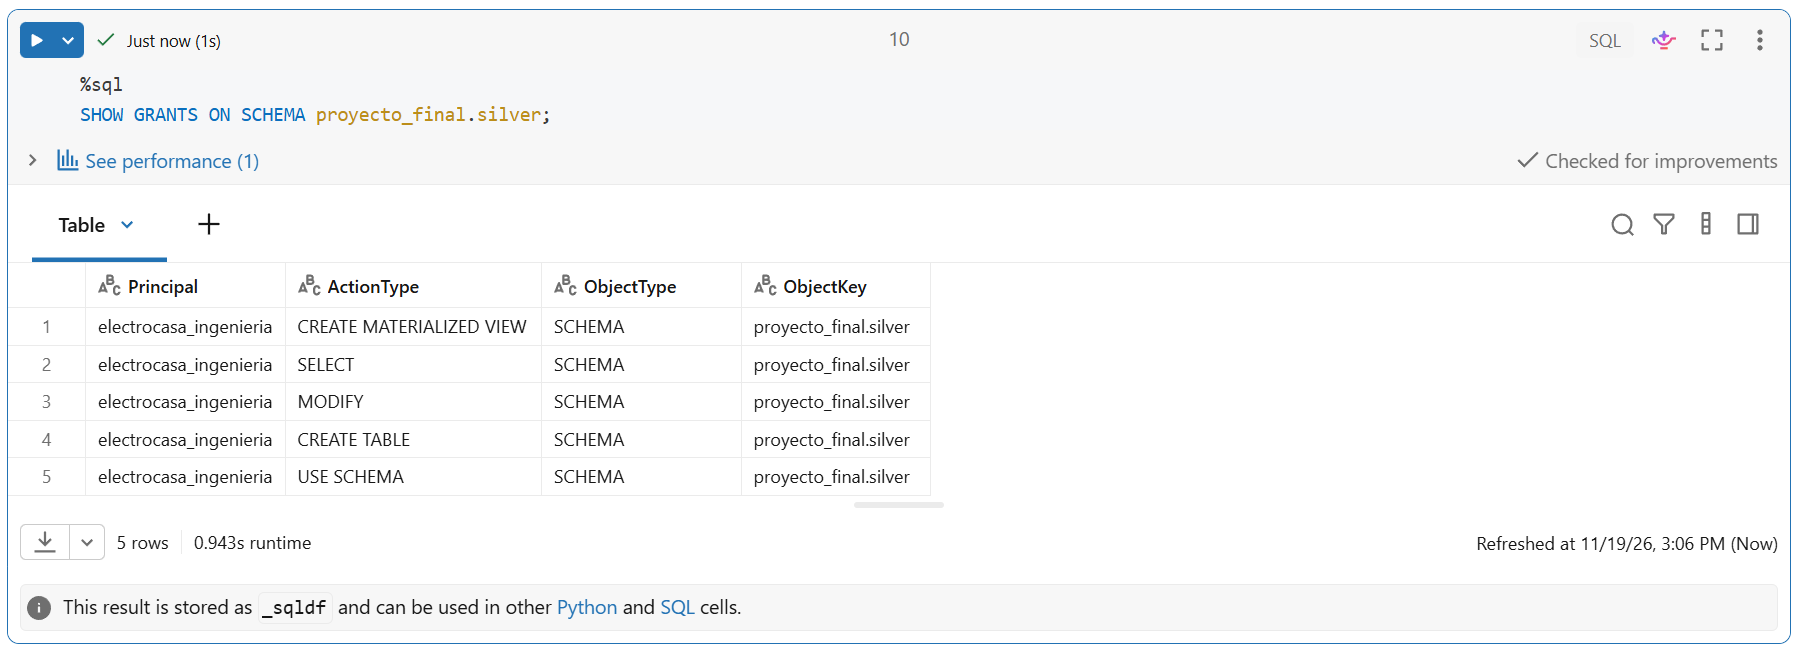 Just now (1s)
10
SQL
%sql
SHOW GRANTS ON SCHEMA proyecto_final.silver;
See performance (1)
Checked for improvements
Table
Principal ActionType ObjectType ObjectKey
1 electrocasa_ingenieria CREATE MATERIALIZED VIEW SCHEMA proyecto_final.silver
2 electrocasa_ingenieria SELECT SCHEMA proyecto_final.silver
3 electrocasa_ingenieria MODIFY SCHEMA proyecto_final.silver
4 electrocasa_ingenieria CREATE TABLE SCHEMA proyecto_final.silver
5 electrocasa_ingenieria USE SCHEMA SCHEMA proyecto_final.silver
5 rows 0.943s runtime
Refreshed at 11/19/26, 3:06 PM (Now)
This result is stored as _sqldf and can be used in other Python and SQL cells.